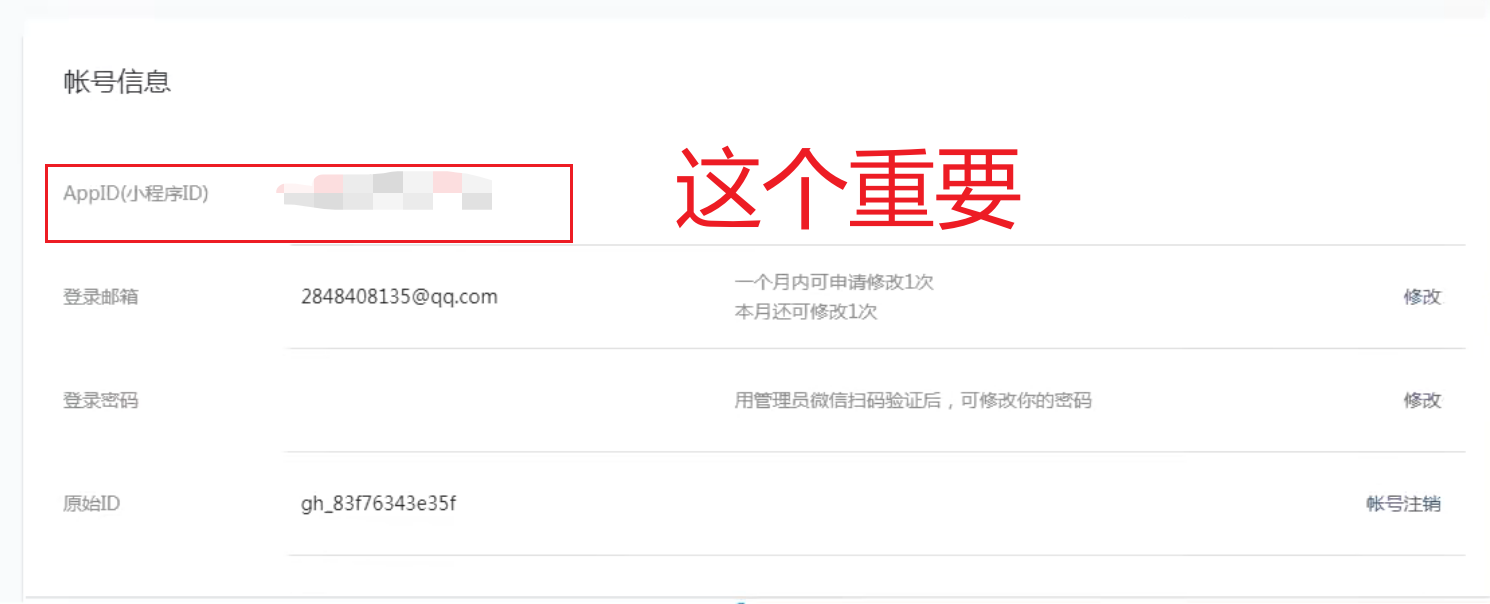 帐号信息
AppID(小程序ID)
这个重要
登录邮箱
2848408135@qq.com
一个月内可申请修改1次
本月还可修改1次
修改
登录密码
用管理员微信扫码验证后，可修改你的密码
修改
原始ID
gh_83f76343e35f
帐号注销